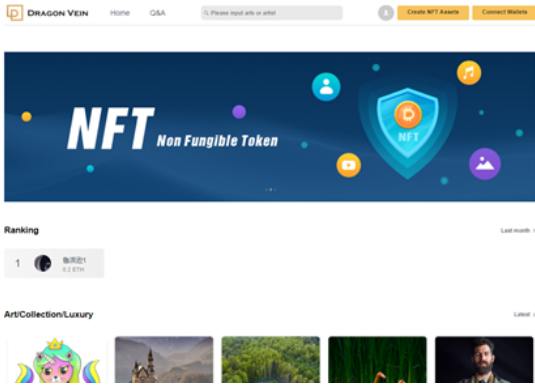 DRAGON VEIN
Home
Q&A
Please input arts or artist
Create NFT Assets
Connect Wallets
NFT Non Fungible Token
NFT
Ranking
Last month
1
0.2 ETH
Art/Collection/Luxury
Latest